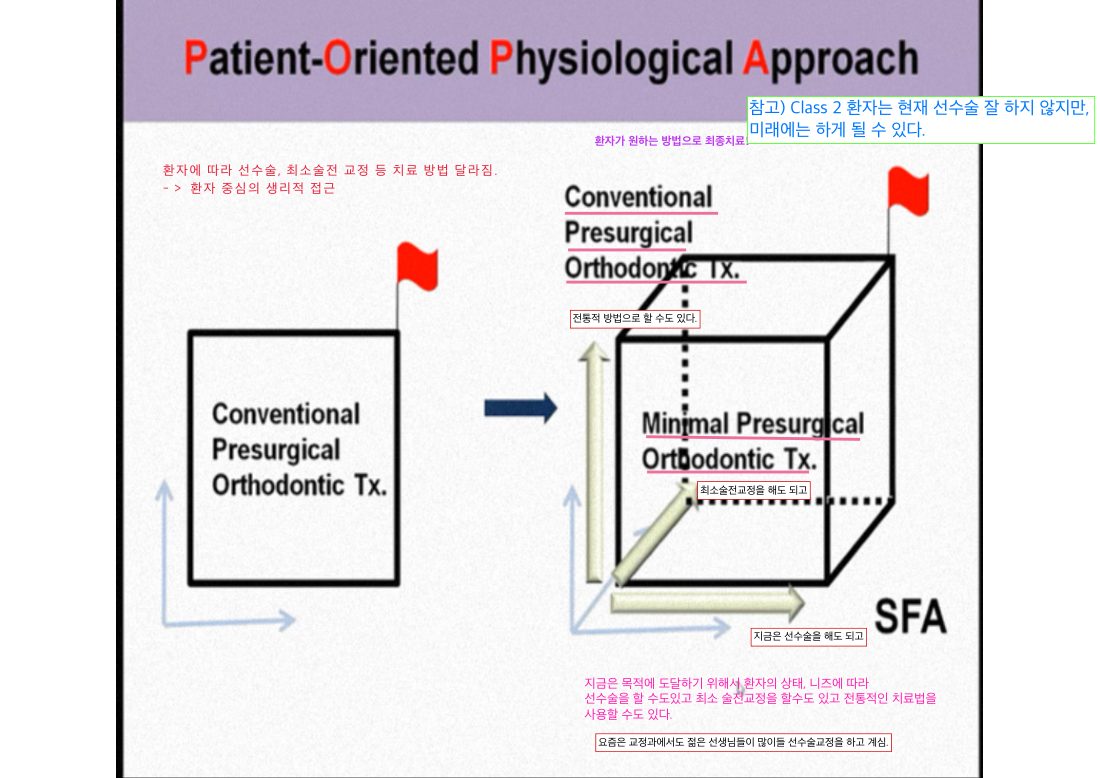 Patient-Oriented Physiological Approach
참고) Class 2 환자는 현재 선수술 잘 하지 않지만,
미래에는 하게 될 수 있다.
환자가 원하는 방법으로 최종치료!
환자에 따라 선수술, 최소술전 교정 등 치료 방법 달라짐.
- > 환자 중심의 생리적 접근
Conventional
Presurgical
Orthodontic Tx.
전통적 방법으로 할 수도 있다.
Conventional
Presurgical
Orthodontic Tx.
Minimal Presurgical
Orthodontic Tx.
최소술전교정을 해도 되고
SFA
지금은 선수술을 해도 되고
지금은 목적에 도달하기 위해서 환자의 상태, 니즈에 따라
선수술을 할 수도있고 최소 술전교정을 할수도 있고 전통적인 치료법을
사용할 수도 있다.
요즘은 교정과에서도 젊은 선생님들이 많이들 선수술교정을 하고 계심.